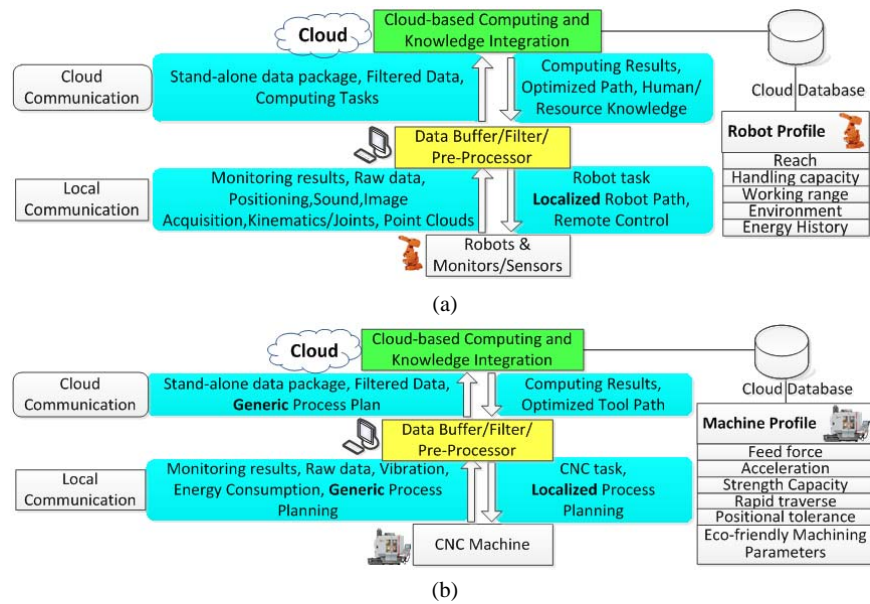 Cloud
Cloud-based Computing and
Knowledge Integration
Cloud
Communication
Stand-alone data package, Filtered Data,
Computing Tasks
Computing Results,
Optimized Path, Human/
Resource Knowledge
Cloud Database
Data Buffer/Filter/
Pre-Processor
Robot Profile
Reach
Handling capacity
Working range
Environment
Energy History
Local
Communication
Monitoring results, Raw data,
Positioning,Sound,Image
Acquisition,Kinematics/Joints, Point Clouds
Robot task
Localized Robot Path,
Remote Control
Robots &
Monitors/Sensors
(a)
Cloud
Cloud-based Computing and
Knowledge Integration
Cloud
Communication
Stand-alone data package, Filtered Data,
Generic Process Plan
Computing Results,
Optimized Tool Path
Cloud Database
Data Buffer/Filter/
Pre-Processor
Machine Profile
Feed force
Acceleration
Strength Capacity
Rapid traverse
Positional tolerance
Eco-friendly Machining
Parameters
Local
Communication
Monitoring results, Raw data, Vibration,
Energy Consumption, Generic Process
Planning
CNC task,
Localized Process
Planning
CNC Machine
(b)